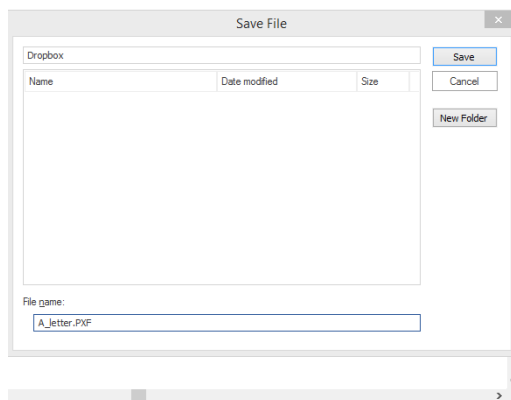 Save File
Dropbox
Save
Name Date modified Size
Cancel
New Folder
File name:
A_letter.PXF